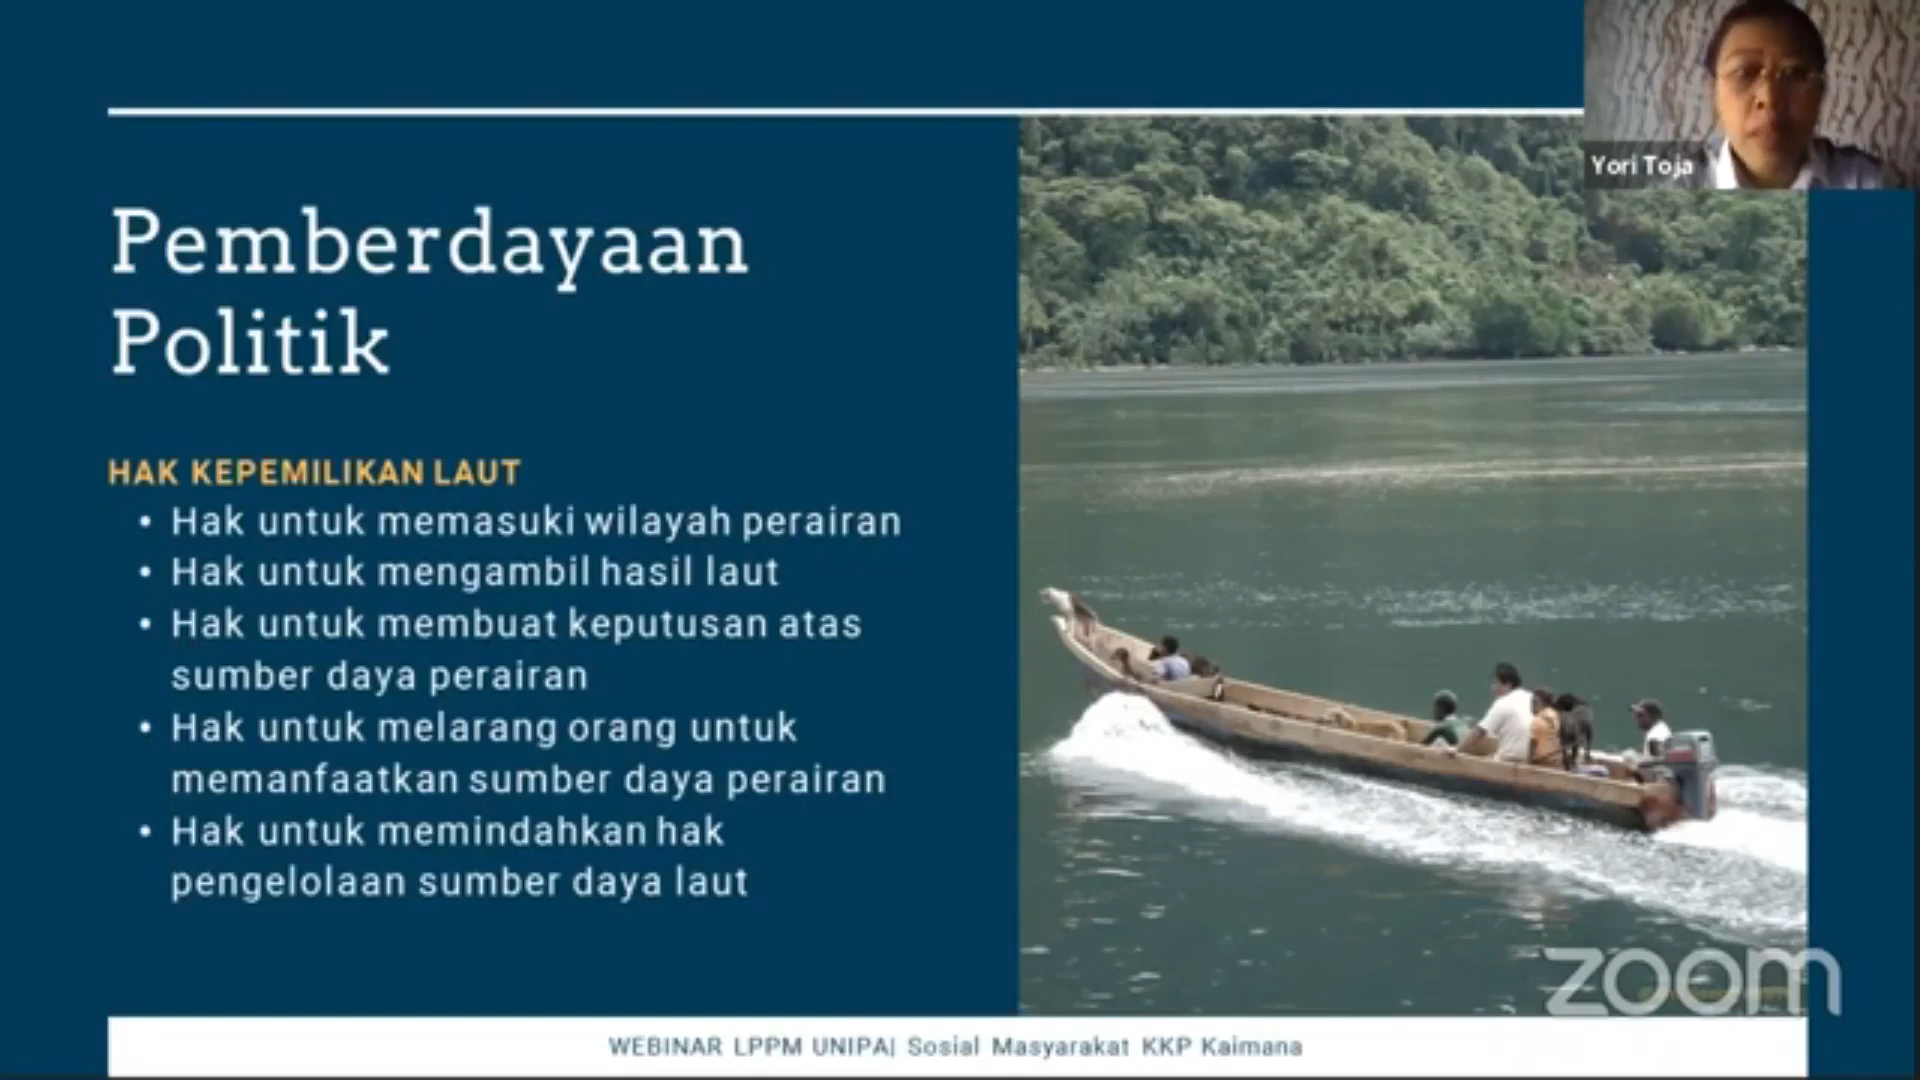 Yori Toja
Pemberdayaan
Politik
HAK KEPEMILIKAN LAUT
• Hak untuk memasuki wilayah perairan
• Hak untuk mengambil hasil laut
• Hak untuk membuat keputusan atas
sumber daya perairan
• Hak untuk melarang orang untuk
memanfaatkan sumber daya perairan
• Hak untuk memindahkan hak
pengelolaan sumber daya laut
zoom
WEBINAR LPPM UNIPA| Sosial Masyarakat KKP Kaimana